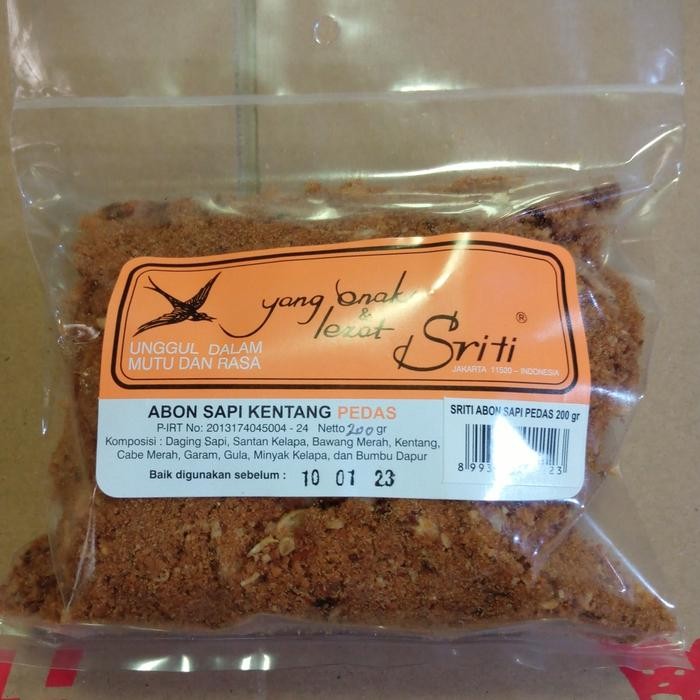 yang enak
&
lezat Sriti ®
UNGGUL DALAM
MUTU DAN RASA
JAKARTA 11500 – INDONESIA
ABON SAPI KENTANG PEDAS
P-IRT No: 2013174045004 - 24 Netto 200 gr
Komposisi : Daging Sapi, Santan Kelapa, Bawang Merah, Kentang,
Cabe Merah, Garam, Gula, Minyak Kelapa, dan Bumbu Dapur
Baik digunakan sebelum : 10 01 23
SRITI ABON SAPI PEDAS 200 gr